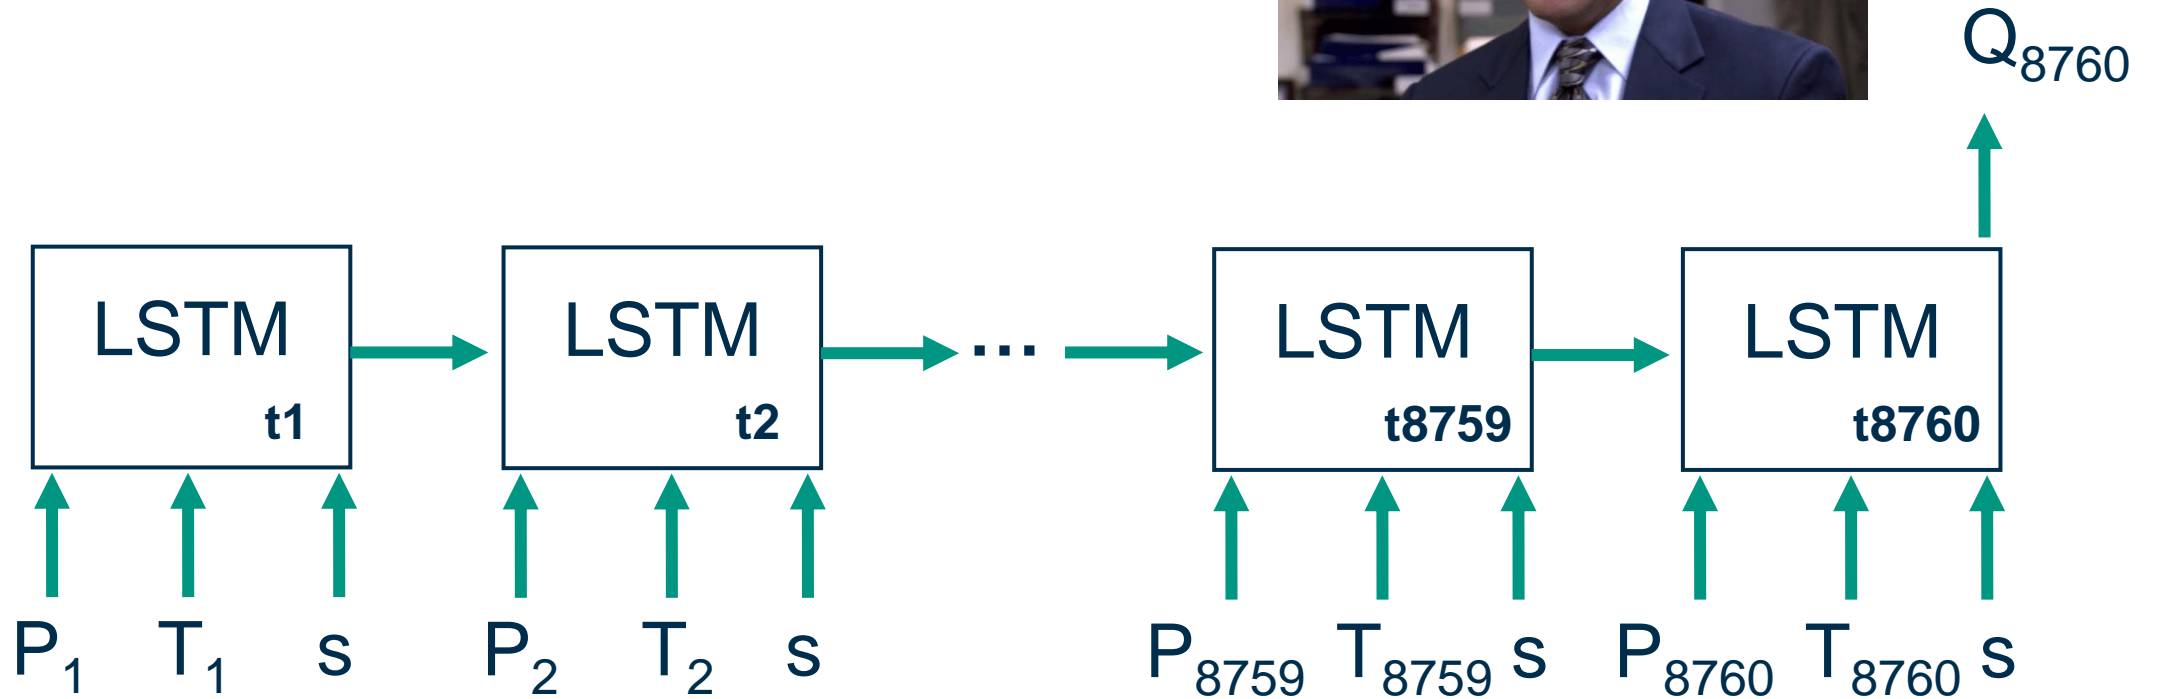 Q8760
LSTM LSTM ... LSTM LSTM
t1 t2 t8759 t8760
P1 T1 s P2 T2 s P8759 T8759 s P8760 T8760 s